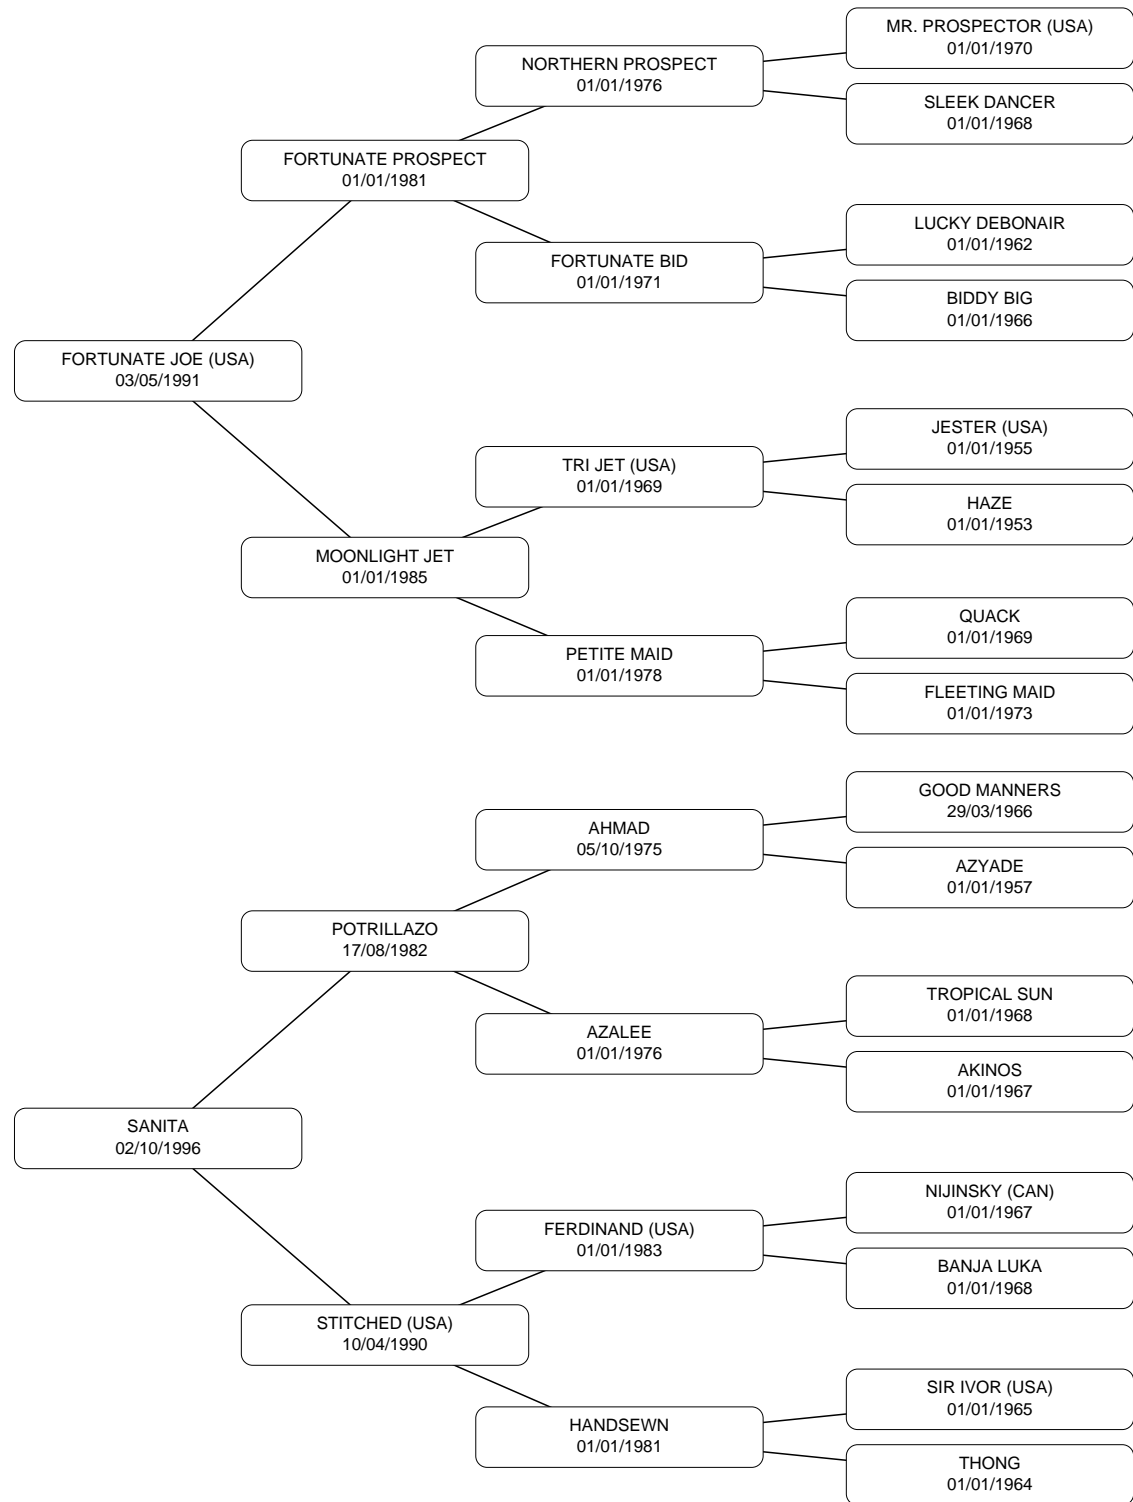 MR. PROSPECTOR (USA)
01/01/1970
NORTHERN PROSPECT
01/01/1976
SLEEK DANCER
01/01/1968
FORTUNATE PROSPECT
01/01/1981
LUCKY DEBONAIR
01/01/1962
FORTUNATE BID
01/01/1971
BIDDY BIG
01/01/1966
FORTUNATE JOE (USA)
03/05/1991
JESTER (USA)
01/01/1955
TRI JET (USA)
01/01/1969
HAZE
01/01/1953
MOONLIGHT JET
01/01/1985
QUACK
01/01/1969
PETITE MAID
01/01/1978
FLEETING MAID
01/01/1973
GOOD MANNERS
29/03/1966
AHMAD
05/10/1975
AZYADE
01/01/1957
POTRILLAZO
17/08/1982
TROPICAL SUN
01/01/1968
AZALEE
01/01/1976
AKINOS
01/01/1967
SANITA
02/10/1996
NIJINSKY (CAN)
01/01/1967
FERDINAND (USA)
01/01/1983
BANJA LUKA
01/01/1968
STITCHED (USA)
10/04/1990
SIR IVOR (USA)
01/01/1965
HANDSEWN
01/01/1981
THONG
01/01/1964